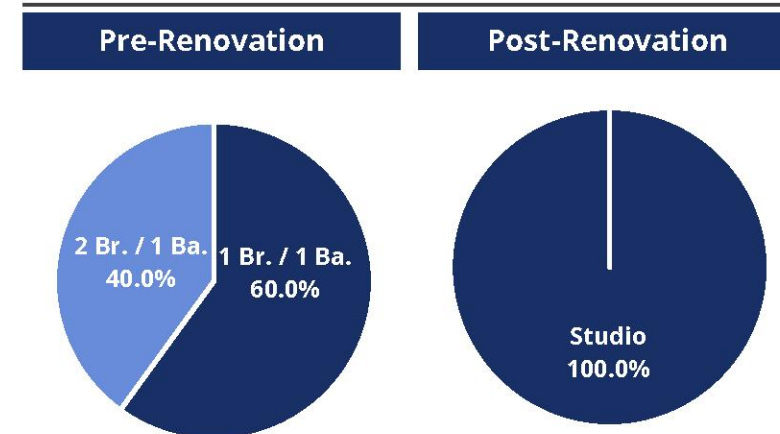 Pre-Renovation
Post-Renovation
2 Br. / 1 Ba.
40.0%
1 Br. / 1 Ba.
60.0%
Studio
100.0%